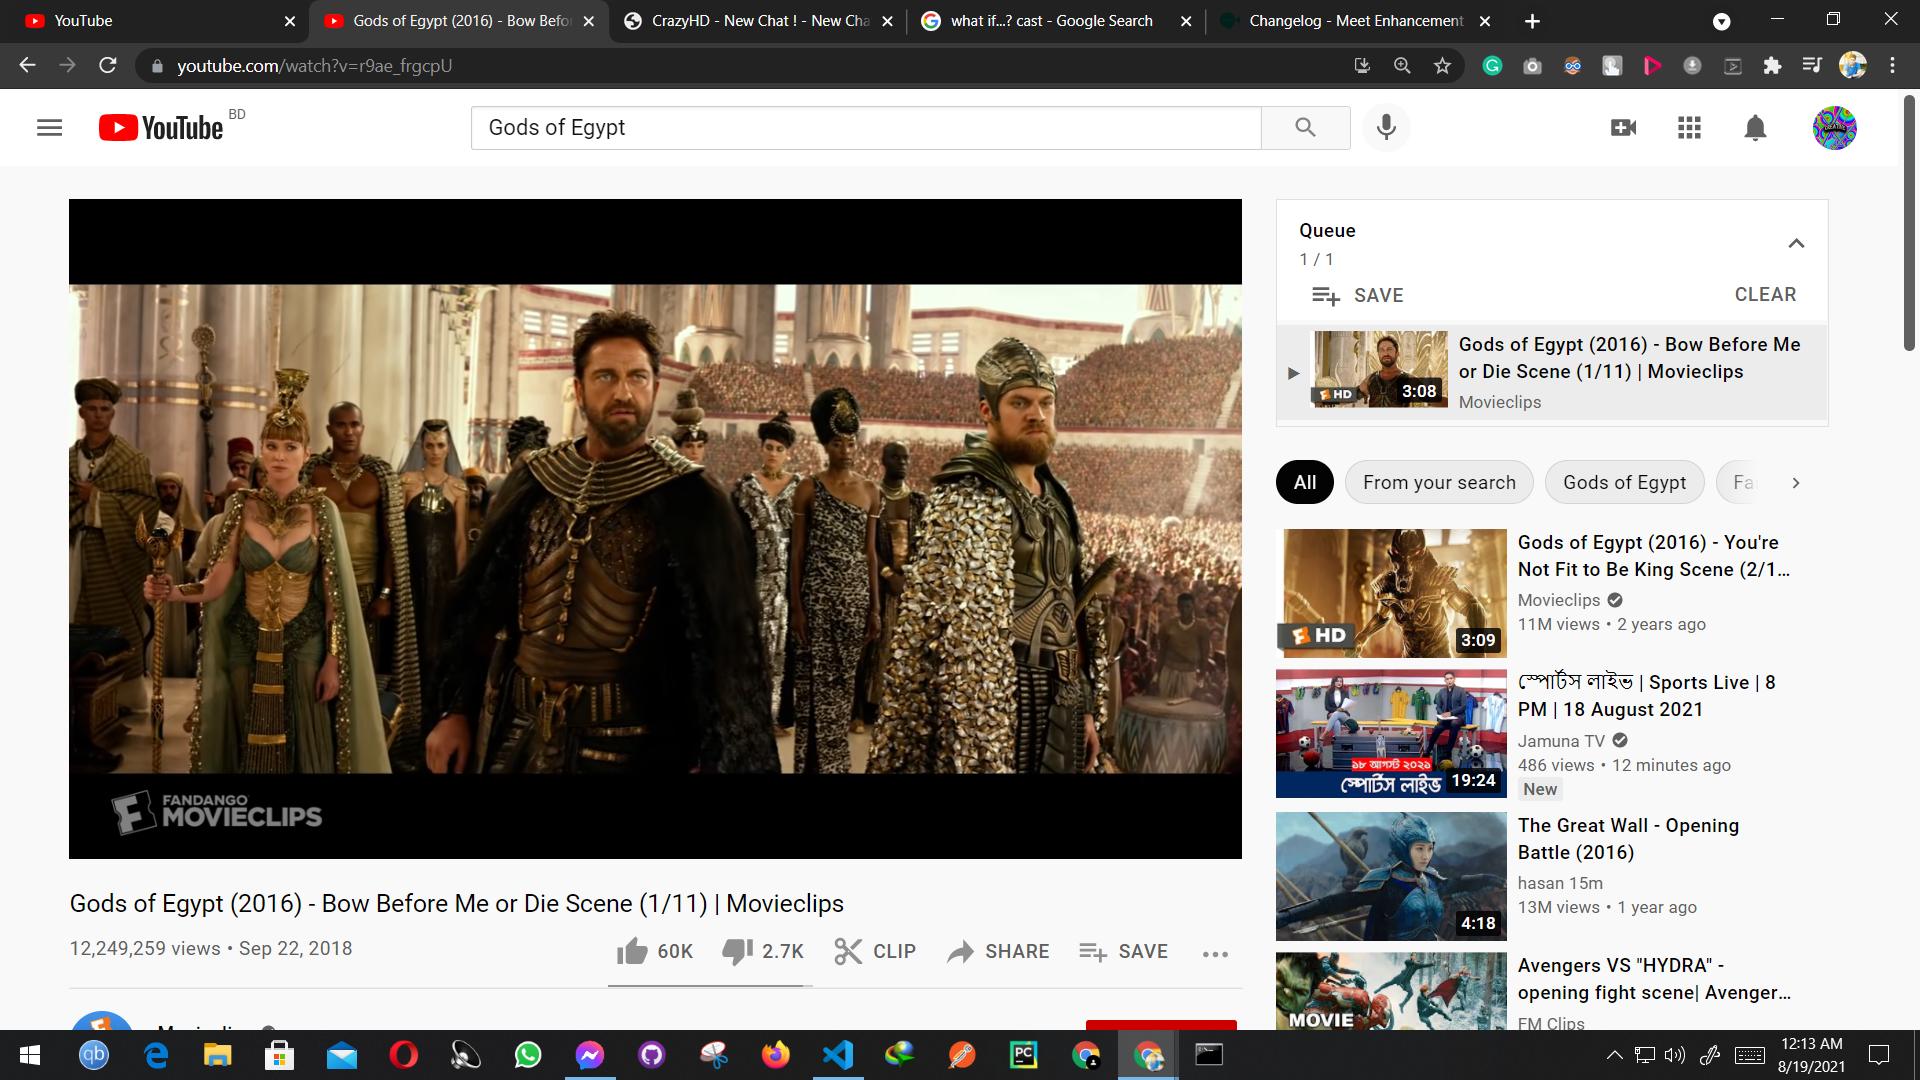 YouTube
Gods of Egypt (2016) - Bow Befo
CrazyHD - New Chat ! - New Cha
what if...? cast - Google Search
Changelog - Meet Enhancement
youtube.com/watch?v=r9ae_frgcpU
YouTube BD
Gods of Egypt
Queue
1 / 1
SAVE
CLEAR
Gods of Egypt (2016) - Bow Before Me
or Die Scene (1/11) | Movieclips
Movieclips
HD
3:08
All
From your search
Gods of Egypt
Fa
Gods of Egypt (2016) - You're
Not Fit to Be King Scene (2/1...
Movieclips
11M views • 2 years ago
HD
3:09
স্পোর্টস লাইভ | Sports Live | 8
PM | 18 August 2021
Jamuna TV
486 views • 12 minutes ago
New
১৮ আগস্ট ২০২১
স্পোর্টস লাইভ
19:24
The Great Wall - Opening
Battle (2016)
hasan 15m
13M views • 1 year ago
4:18
Avengers VS "HYDRA" -
opening fight scene| Avenger...
FM Clips
MOVIE
FANDANGO
MOVIECLIPS
Gods of Egypt (2016) - Bow Before Me or Die Scene (1/11) | Movieclips
12,249,259 views • Sep 22, 2018
60K
2.7K
CLIP
SHARE
SAVE
qb
PC
12:13 AM
8/19/2021